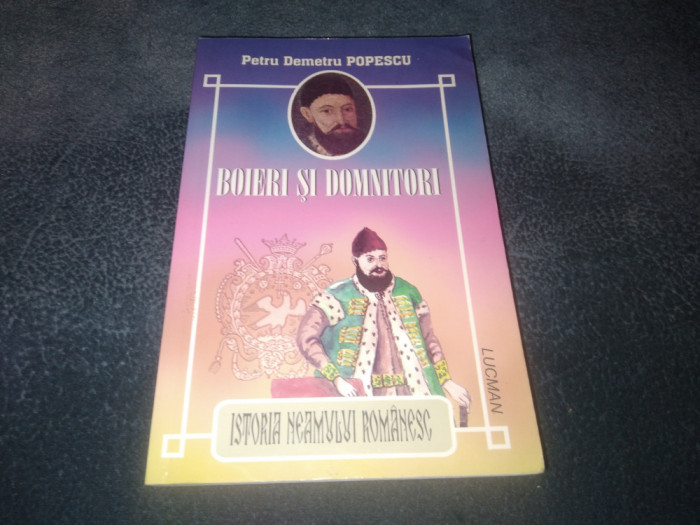 Petru Demetru POPESCU
BOIERI ŞI DOMNITORI
LUCMAN
ISTORIA NEAMULUI ROMÂNESC